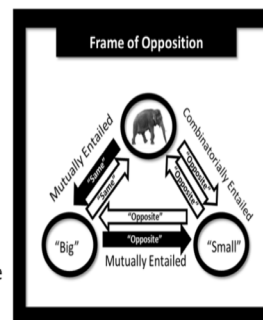 Frame of Opposition
Mutually Entailed
Combinatorially Entailed
"Same"
"Same"
"Opposite"
"Opposite"
"Opposite"
"Opposite"
"Big"
"Small"
Mutually Entailed
e